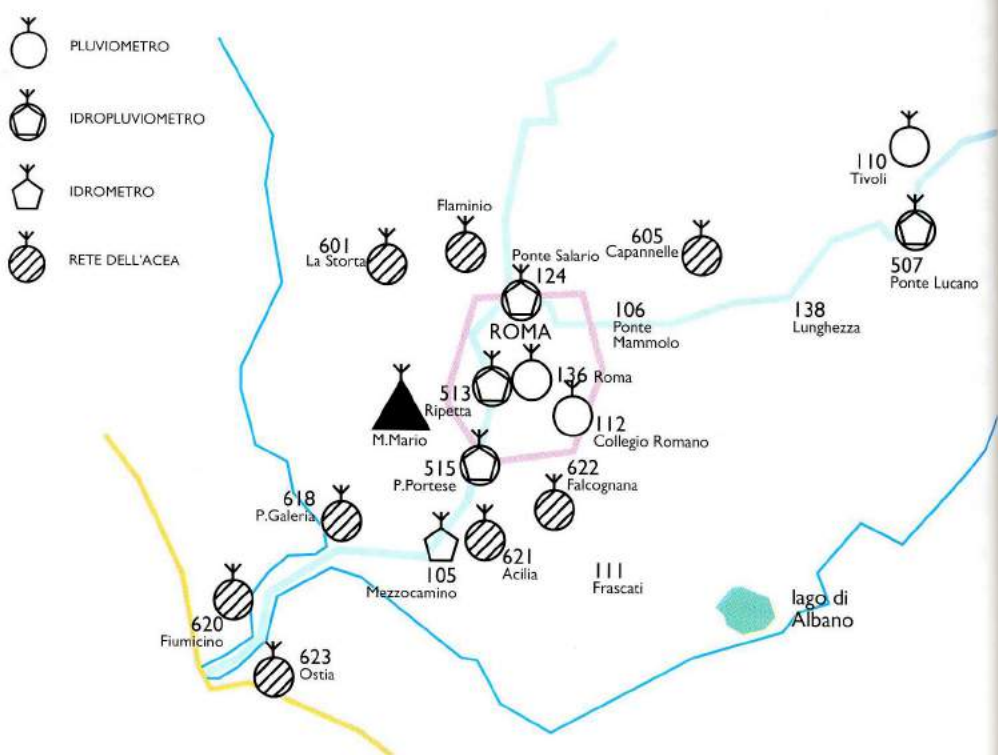 PLUVIOMETRO
IDROPLUVIOMETRO
IDROMETRO
RETE DELL'ACEA
110
Tivoli
Flaminio
601
La Storta
605
Capannelle
Ponte Salario
124
507
Ponte Lucano
ROMA
106
Ponte
Mammolo
138
Lunghezza
136 Roma
513
Ripetta
M.Mario
112
Collegio Romano
515
P.Portese
622
Falcognana
618
P.Galeria
105
Mezzocamino
621
Acilia
111
Frascati
lago di
Albano
620
Fiumicino
623
Ostia